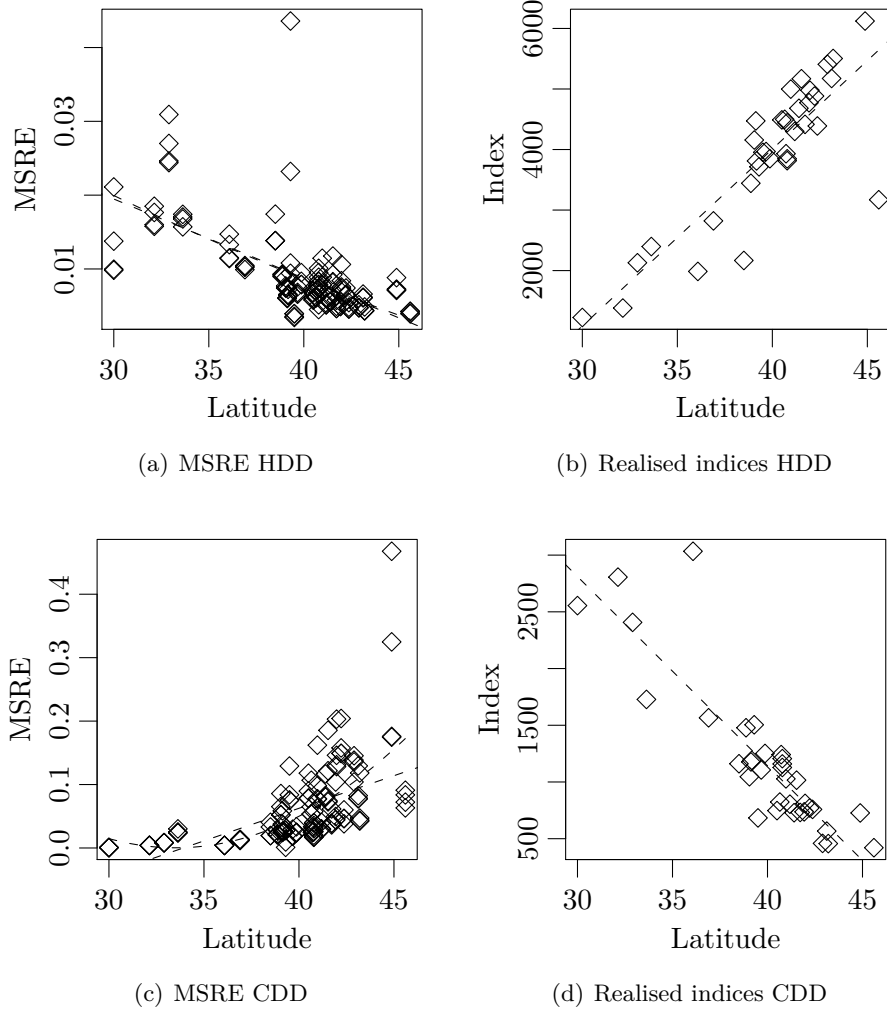 MSRE
0.01
0.03
30
35
40
45
Latitude
(a) MSRE HDD
Index
2000
4000
6000
30
35
40
45
Latitude
(b) Realised indices HDD
MSRE
0.0
0.1
0.2
0.3
0.4
30
35
40
45
Latitude
(c) MSRE CDD
Index
500
1500
2500
30
35
40
45
Latitude
(d) Realised indices CDD